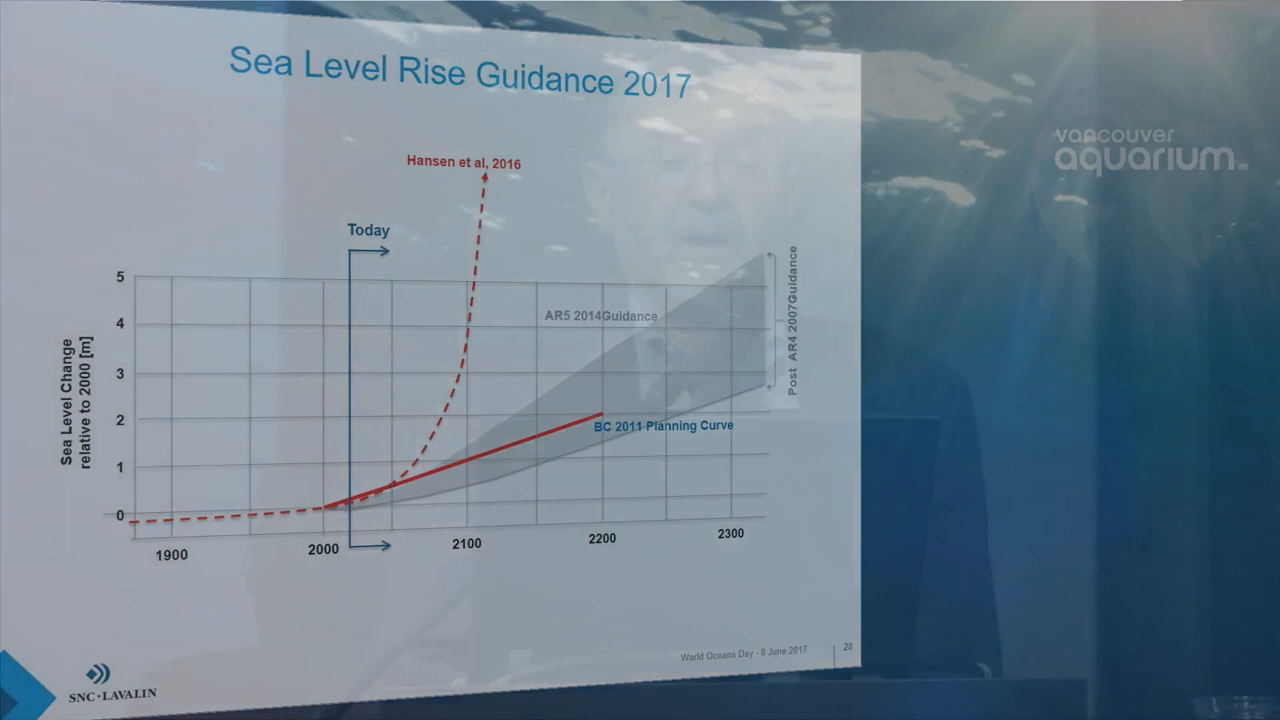 Sea Level Rise Guidance 2017
vancouver
aquarium
Hansen et al, 2016
Today
5
4
3
2
1
0
Sea Level Change
relative to 2000 [m]
AR5 2014Guidance
Post AR4 2007Guidance
BC 2011 Planning Curve
1900
2000
2100
2200
2300
World Oceans Day - 8 June 2017
28
SNC·LAVALIN